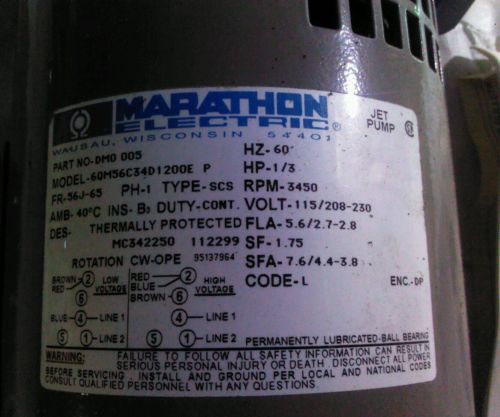 MARATHON
ELECTRIC®
WAUSAU, WISCONSIN 54401
JET
PUMP
PART NO-DMO 005
HZ-60
MODEL-6QM56C34D1200E P
HP-1/3
FR-56J-65 PH-1 TYPE-SCS
RPM-3450
AMB-40°C INS-B3 DUTY-CONT.
VOLT-115/208-230
DES- THERMALLY PROTECTED
FLA-5.6/2.7-2.8
MC342250 112299
SF-1.75
ROTATION CW-OPE 95137964
SFA-7.6/4.4-3.8
CODE-L
ENC.-DP
BROWN 2 LOW
RED VOLTAGE
6
BLUE 4 LINE 1
5 1 LINE 2
RED 2 HIGH
BLUE VOLTAGE
BROWN 6
4 LINE 1
5 1 LINE 2
PERMANENTLY LUBRICATED-BALL BEARING
WARNING: FAILURE TO FOLLOW ALL SAFETY INFORMATION CAN RESULT IN
SERIOUS PERSONAL INJURY OR DEATH. DISCONNECT ALL POWER
BEFORE SERVICING. INSTALL AND GROUND PER LOCAL AND NATIONAL CODES
CONSULT QUALIFIED PERSONNEL WITH ANY QUESTIONS.